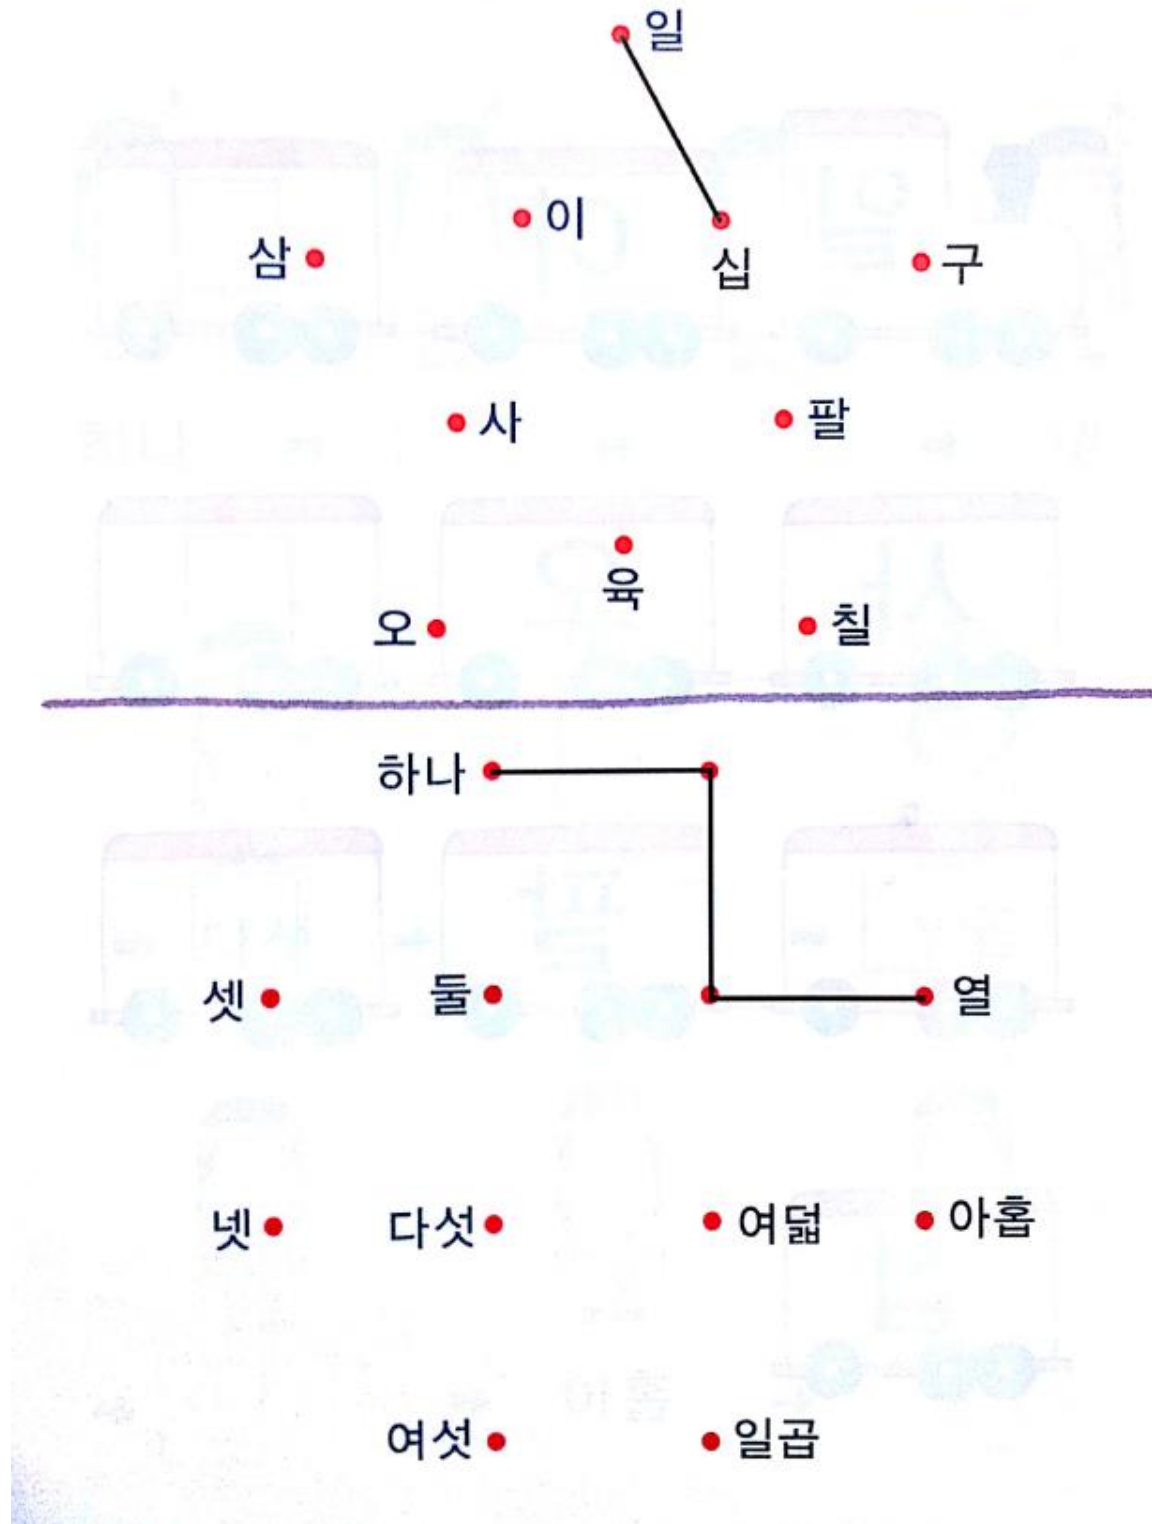 일
이
십
삼
구
사
팔
육
오
칠
하나
셋
둘
열
넷
다섯
여덟
아홉
여섯
일곱